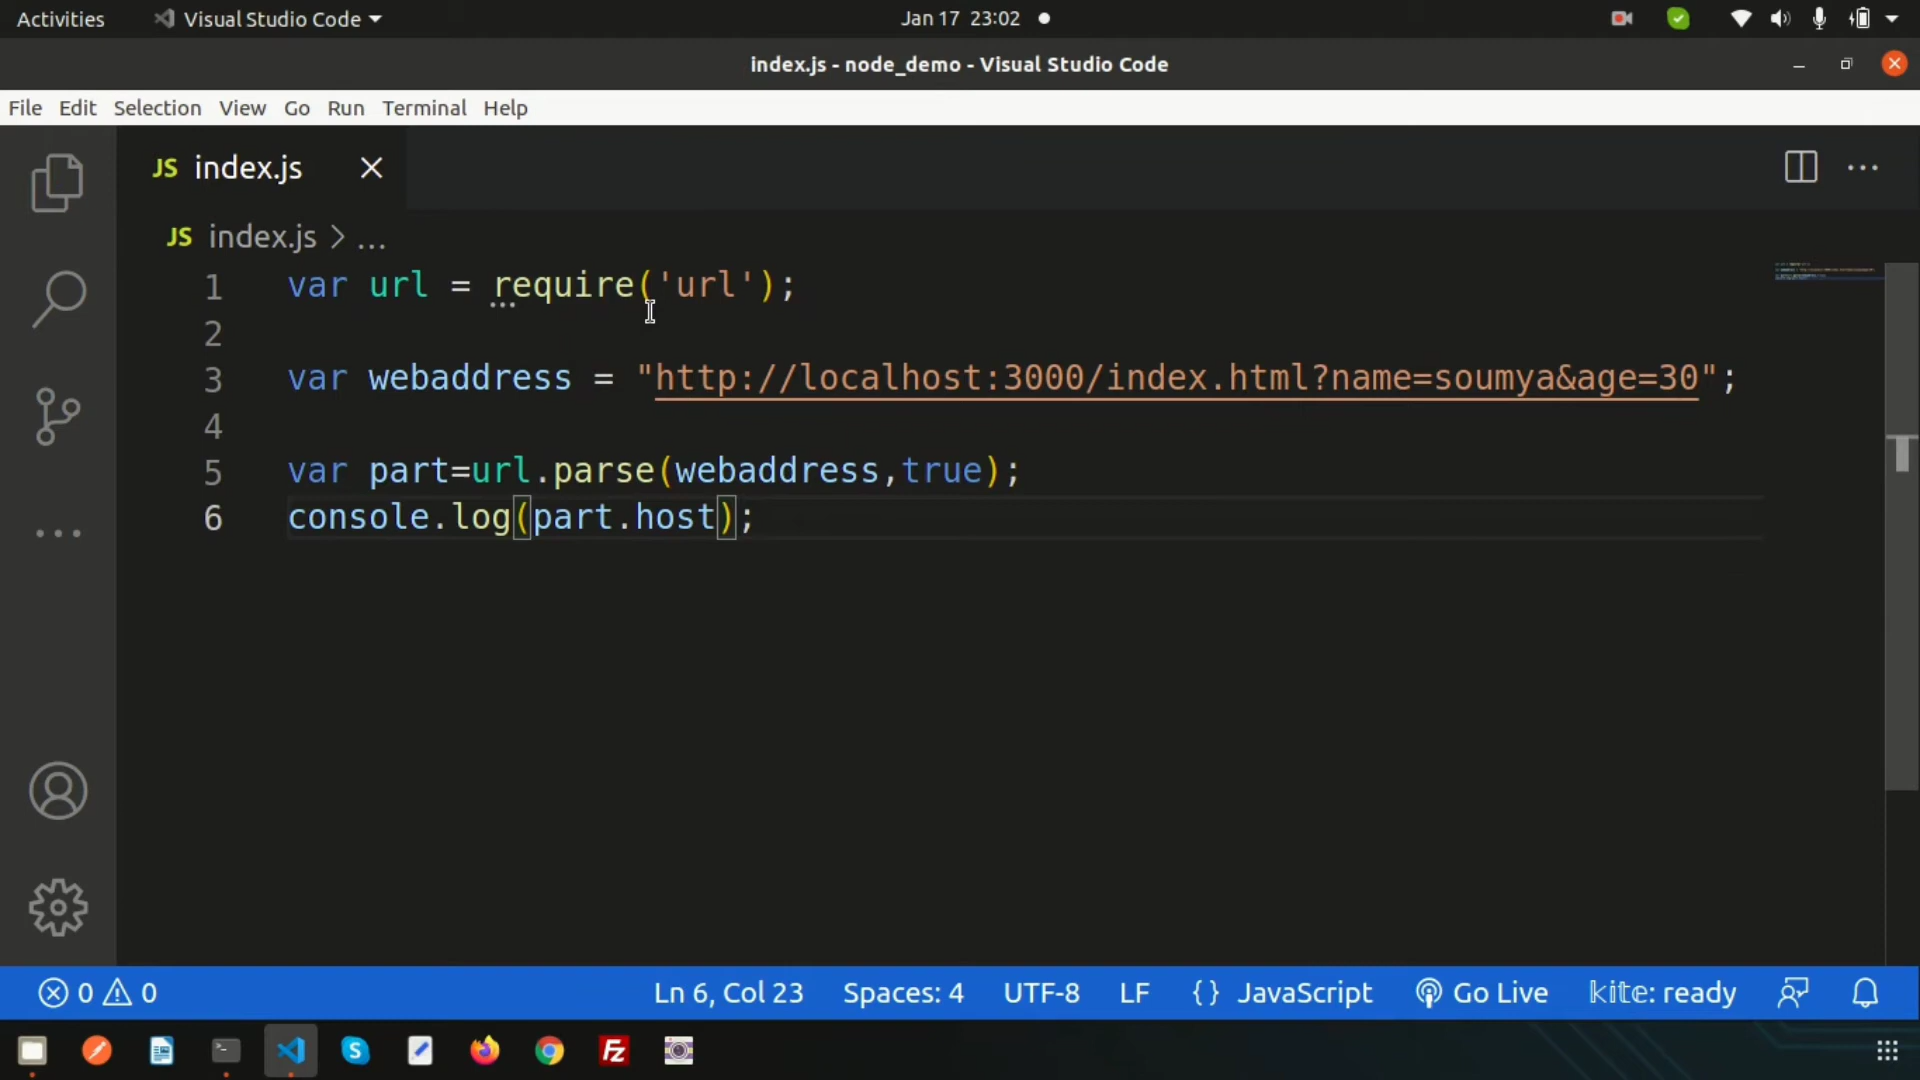 Activities
Visual Studio Code
Jan 17 23:02
index.js - node_demo - Visual Studio Code
File Edit Selection View Go Run Terminal Help
JS index.js
JS index.js > ...
1 var url = require('url');
2
3 var webaddress = "http://localhost:3000/index.html?name=soumya&age=30";
4
5 var part=url.parse(webaddress,true);
6 console.log(part.host);
0 0
Ln 6, Col 23
Spaces: 4
UTF-8
LF
{} JavaScript
Go Live
kite: ready